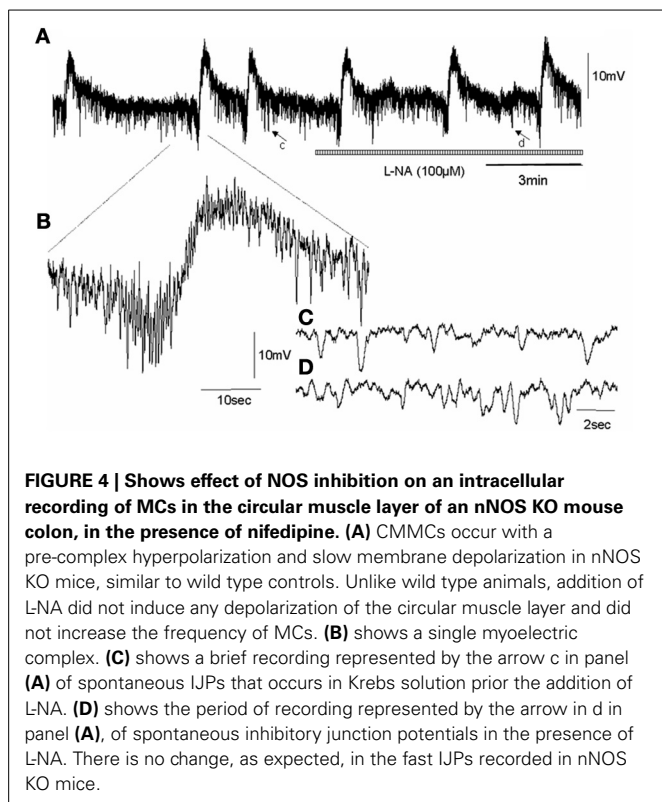 A
10mV
c
d
L-NA (100µM)
3min
B
C
10mV
D
10sec
2sec
FIGURE 4 | Shows effect of NOS inhibition on an intracellular
recording of MCs in the circular muscle layer of an nNOS KO mouse
colon, in the presence of nifedipine. (A) CMMCs occur with a
pre-complex hyperpolarization and slow membrane depolarization in nNOS
KO mice, similar to wild type controls. Unlike wild type animals, addition of
L-NA did not induce any depolarization of the circular muscle layer and did
not increase the frequency of MCs. (B) shows a single myoelectric
complex. (C) shows a brief recording represented by the arrow c in panel
(A) of spontaneous IJPs that occurs in Krebs solution prior the addition of
L-NA. (D) shows the period of recording represented by the arrow in d in
panel (A), of spontaneous inhibitory junction potentials in the presence of
L-NA. There is no change, as expected, in the fast IJPs recorded in nNOS
KO mice.